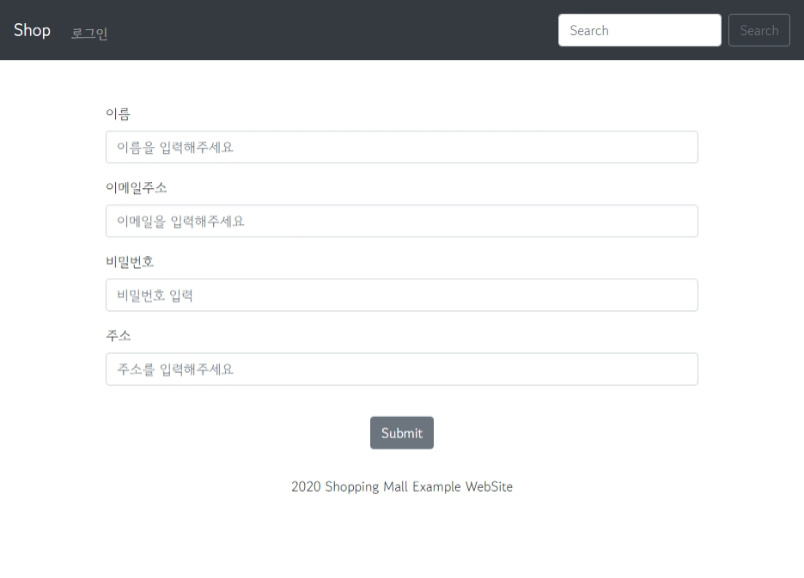 Shop 로그인 Search Search
이름
이름을 입력해주세요
이메일주소
이메일을 입력해주세요
비밀번호
비밀번호 입력
주소
주소를 입력해주세요
Submit
2020 Shopping Mall Example WebSite